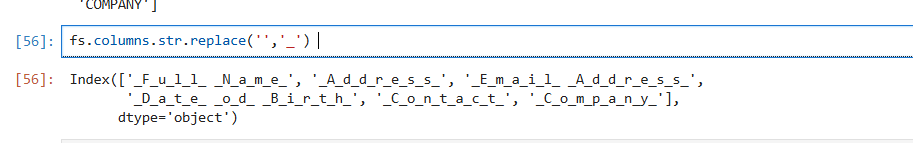 'COMPANY']
[56]: fs.columns.str.replace('','_')
[56]: Index(['_F_u_l_l_ _N_a_m_e_', '_A_d_d_r_e_s_s_', '_E_m_a_i_l_ _A_d_d_r_e_s_s_',
'_D_a_t_e_ _o_d_ _B_i_r_t_h_', '_C_o_n_t_a_c_t_', '_C_o_m_p_a_n_y_'],
dtype='object')